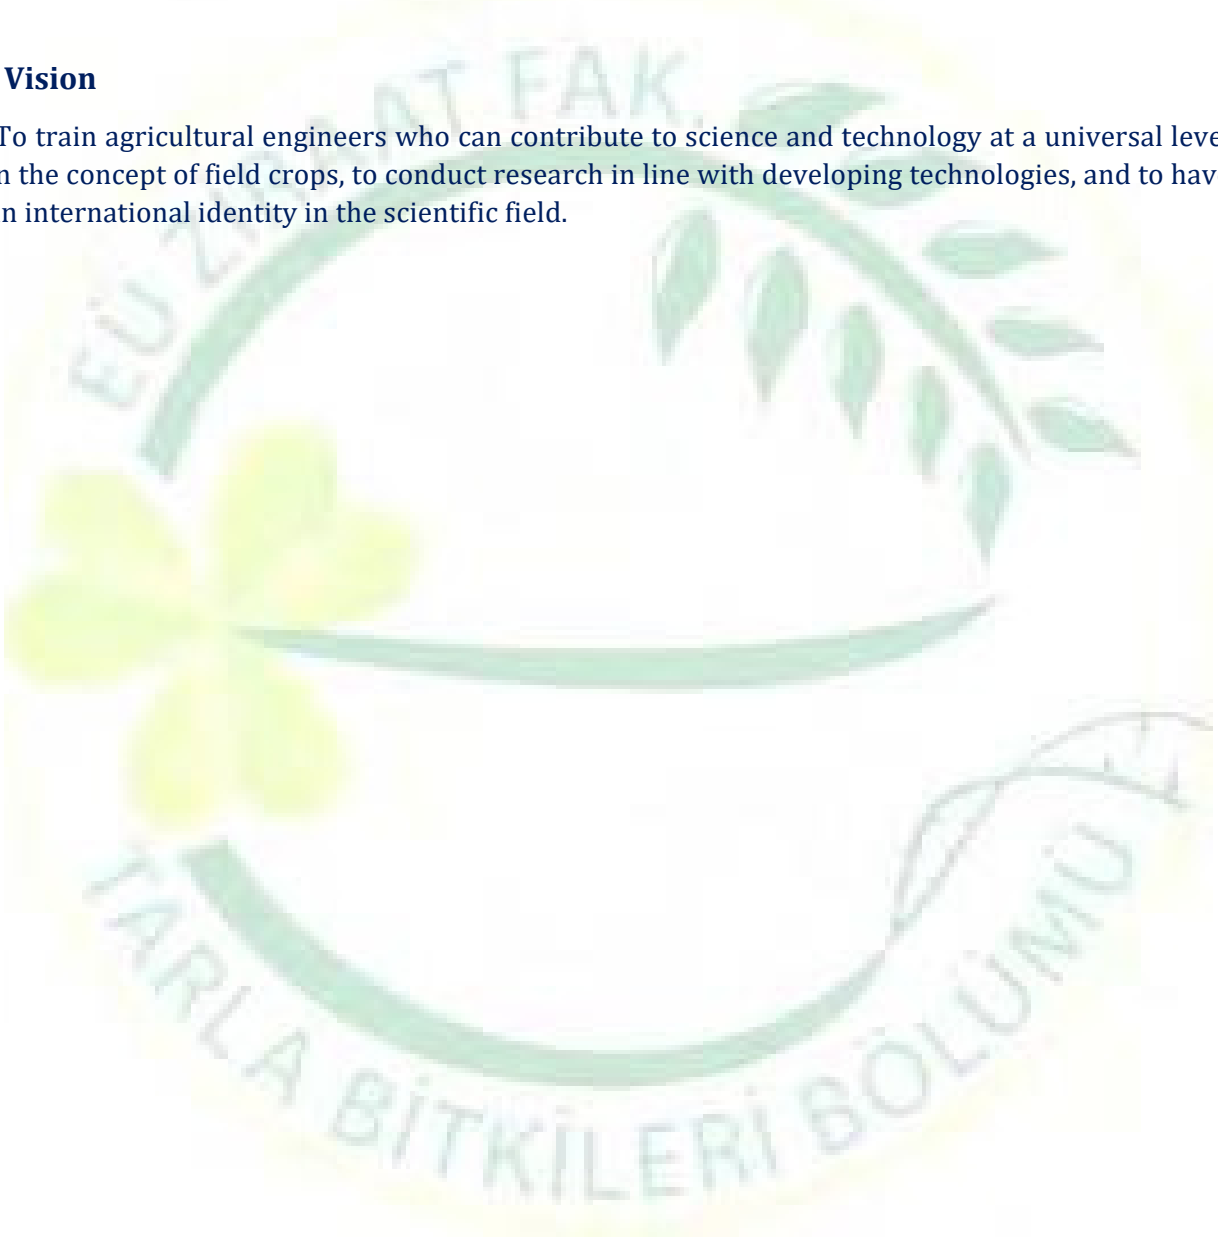 Vision
To train agricultural engineers who can contribute to science and technology at a universal leve
n the concept of field crops, to conduct research in line with developing technologies, and to hav
n international identity in the scientific field.
EÜ ZİRAAT FAK.
TARLA BİTKİLERİ BÖLÜMÜ